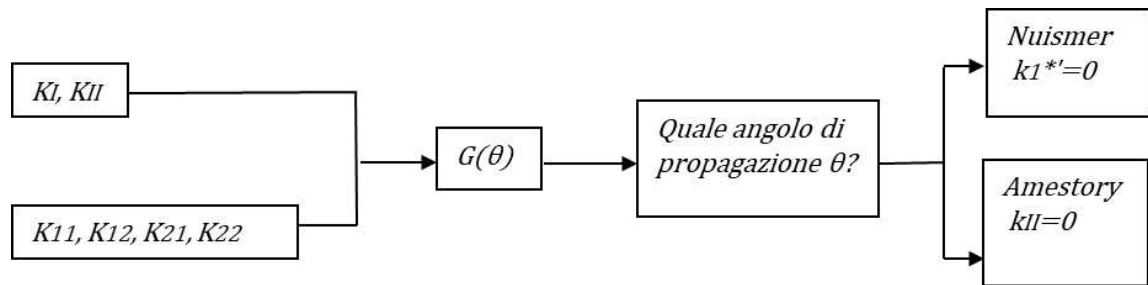 KI, KII
K11, K12, K21, K22
G(θ)
Quale angolo di
propagazione θ?
Nuismer
k1*'=0
Amestory
kII=0